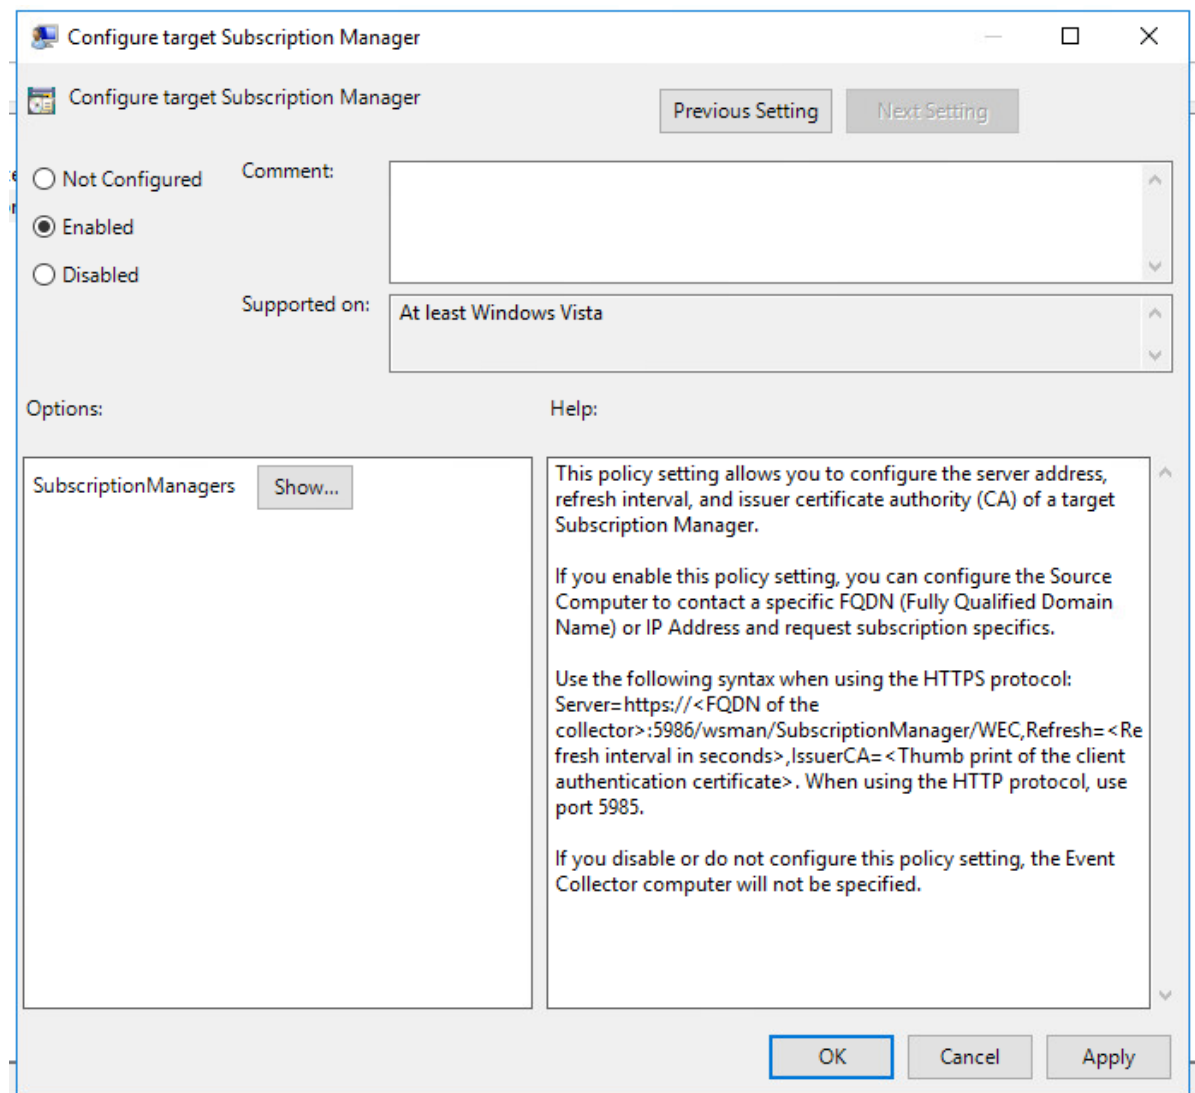 Configure target Subscription Manager
Configure target Subscription Manager
Previous Setting
Next Setting
Not Configured
Comment:
Enabled
Disabled
Supported on:
At least Windows Vista
Options:
Help:
SubscriptionManagers
Show...
This policy setting allows you to configure the server address,
refresh interval, and issuer certificate authority (CA) of a target
Subscription Manager.
If you enable this policy setting, you can configure the Source
Computer to contact a specific FQDN (Fully Qualified Domain
Name) or IP Address and request subscription specifics.
Use the following syntax when using the HTTPS protocol:
Server=https://<FQDN of the
collector>:5986/wsman/SubscriptionManager/WEC,Refresh=<Re
fresh interval in seconds>,IssuerCA=<Thumb print of the client
authentication certificate>. When using the HTTP protocol, use
port 5985.
If you disable or do not configure this policy setting, the Event
Collector computer will not be specified.
OK
Cancel
Apply